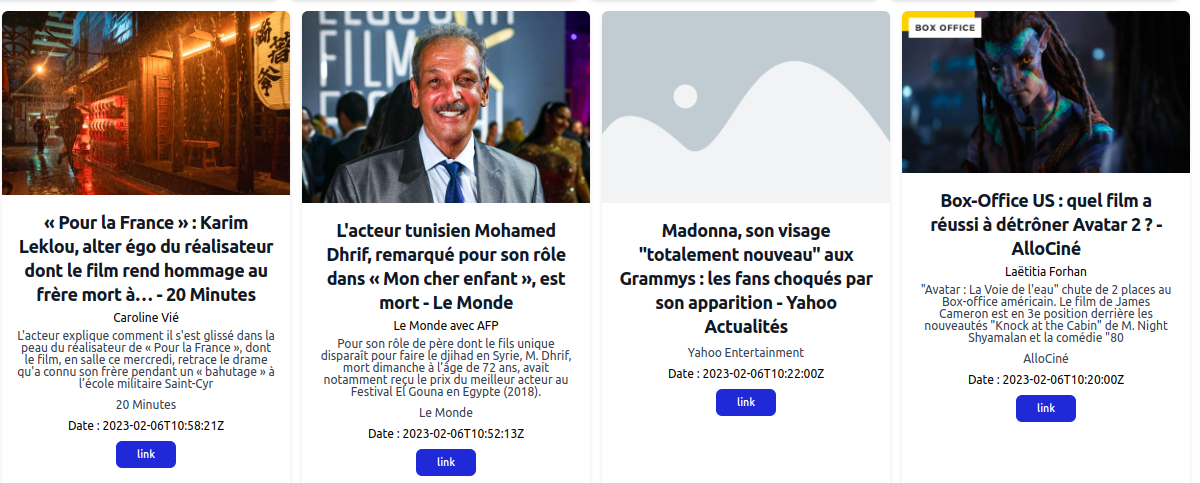 « Pour la France » : Karim
Leklou, alter égo du réalisateur
dont le film rend hommage au
frère mort à… - 20 Minutes
Caroline Vié
L'acteur explique comment il s'est glissé dans la
peau du réalisateur de « Pour la France », dont
le film, en salle ce mercredi, retrace le drame
qu'a connu son frère pendant un « bahutage » à
l’école militaire Saint-Cyr
20 Minutes
Date : 2023-02-06T10:58:21Z
link
FILM
L'acteur tunisien Mohamed
Dhrif, remarqué pour son rôle
dans « Mon cher enfant », est
mort - Le Monde
Le Monde avec AFP
Pour son rôle de père dont le fils unique
disparaît pour faire le djihad en Syrie, M. Dhrif,
mort dimanche à l’âge de 72 ans, avait
notamment reçu le prix du meilleur acteur au
Festival El Gouna en Egypte (2018).
Le Monde
Date : 2023-02-06T10:52:13Z
link
Madonna, son visage
"totalement nouveau" aux
Grammys : les fans choqués par
son apparition - Yahoo
Actualités
Yahoo Entertainment
Date : 2023-02-06T10:22:00Z
link
BOX OFFICE
Box-Office US : quel film a
réussi à détrôner Avatar 2 ? -
AlloCiné
Laëtitia Forhan
"Avatar : La Voie de l'eau" chute de 2 places au
Box-office américain. Le film de James
Cameron est en 3e position derrière les
nouveautés "Knock at the Cabin" de M. Night
Shyamalan et la comédie "80
AlloCiné
Date : 2023-02-06T10:20:00Z
link